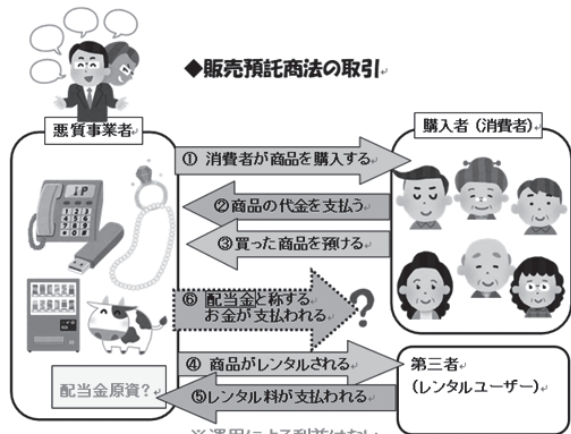 ◆販売預託商法の取引
悪質事業者
購入者(消費者)
① 消費者が商品を購入する
②商品の代金を支払う
③買った商品を預ける
⑥ 配当金と称する
お金が支払われる
?
④ 商品がレンタルされる
第三者
(レンタルユーザー)
配当金原資?
⑤レンタル料が支払われる
IP